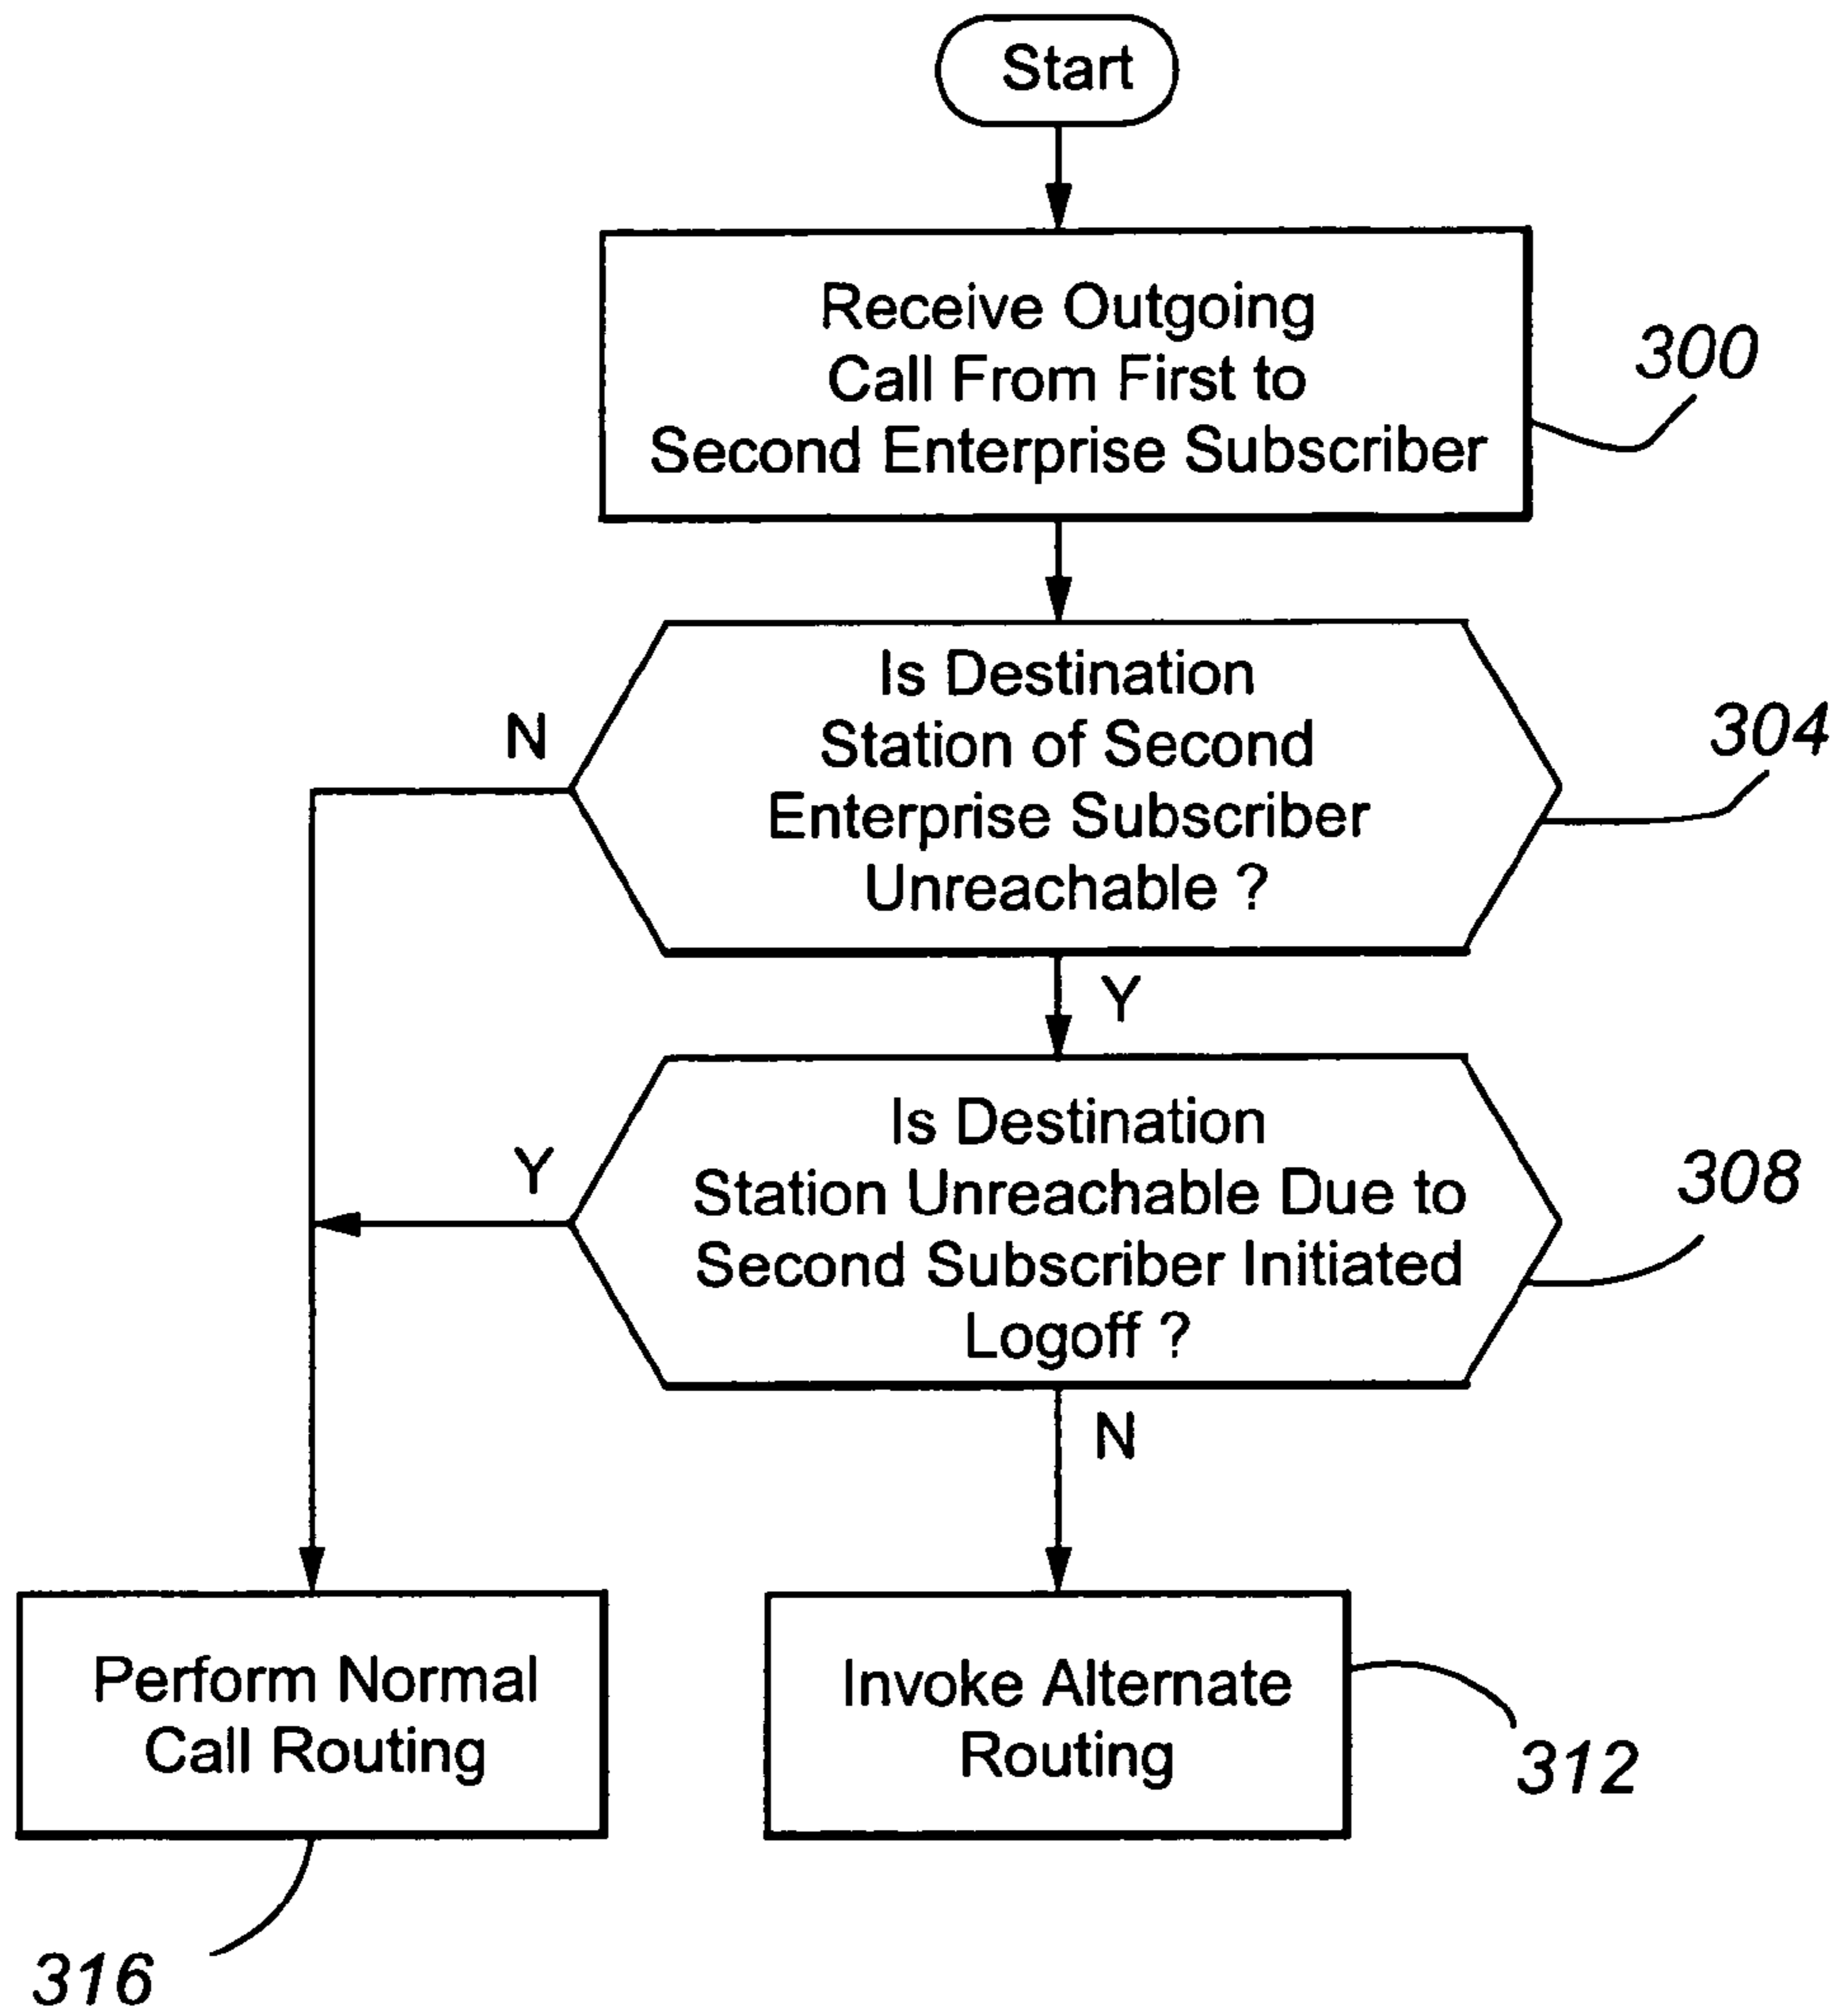 Start
Receive Outgoing
Call From First to
Second Enterprise Subscriber
300
Is Destination
Station of Second
Enterprise Subscriber
Unreachable ?
304
N
Y
Is Destination
Station Unreachable Due to
Second Subscriber Initiated
Logoff ?
308
Y
N
Perform Normal
Call Routing
316
Invoke Alternate
Routing
312